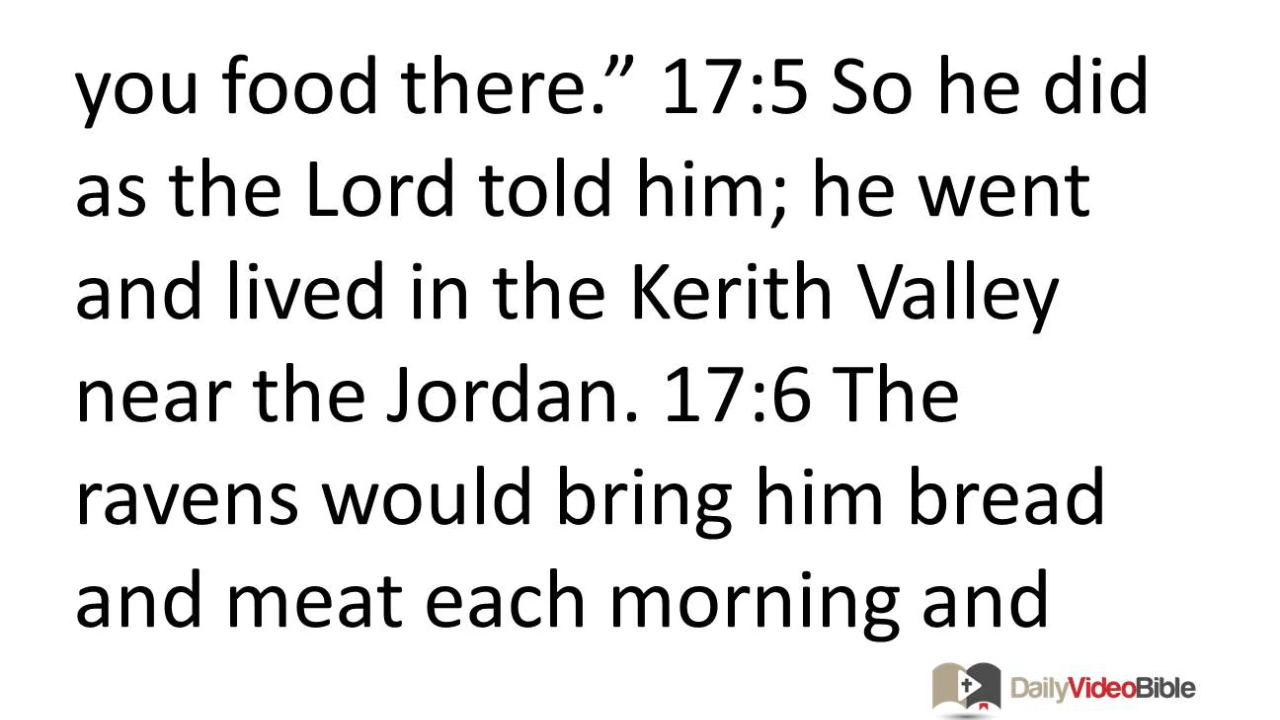 you food there.” 17:5 So he did
as the Lord told him; he went
and lived in the Kerith Valley
near the Jordan. 17:6 The
ravens would bring him bread
and meat each morning and
DailyVideoBible